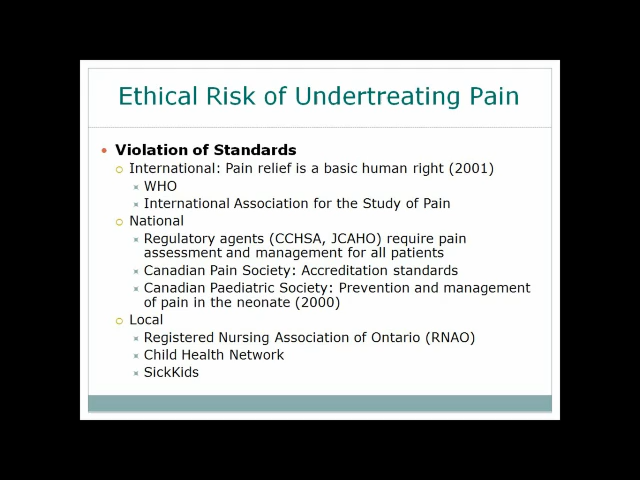 Ethical Risk of Undertreating Pain
Violation of Standards
International: Pain relief is a basic human right (2001)
WHO
International Association for the Study of Pain
National
Regulatory agents (CCHSA, JCAHO) require pain
assessment and management for all patients
Canadian Pain Society: Accreditation standards
Canadian Paediatric Society: Prevention and management
of pain in the neonate (2000)
Local
Registered Nursing Association of Ontario (RNAO)
Child Health Network
SickKids